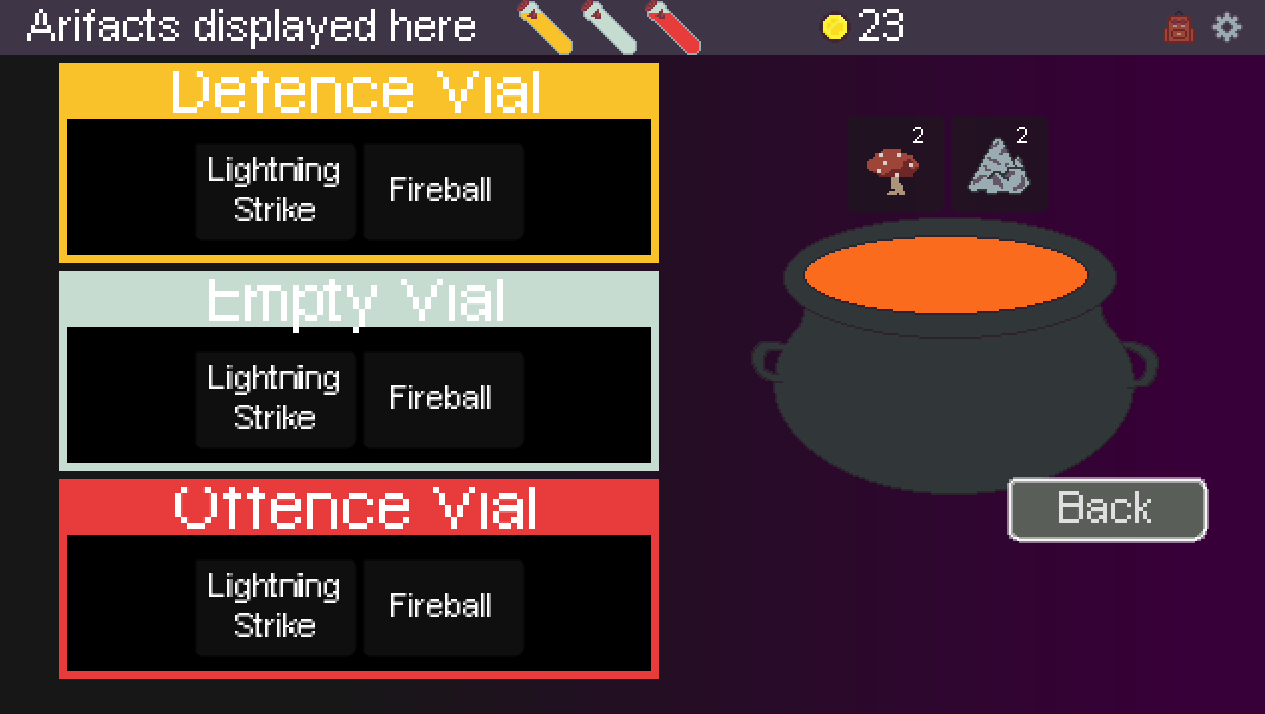 Arifacts displayed here
23
Defence Vial
Lightning
Strike
Fireball
2
2
Empty Vial
Lightning
Strike
Fireball
Back
Offence Vial
Lightning
Strike
Fireball